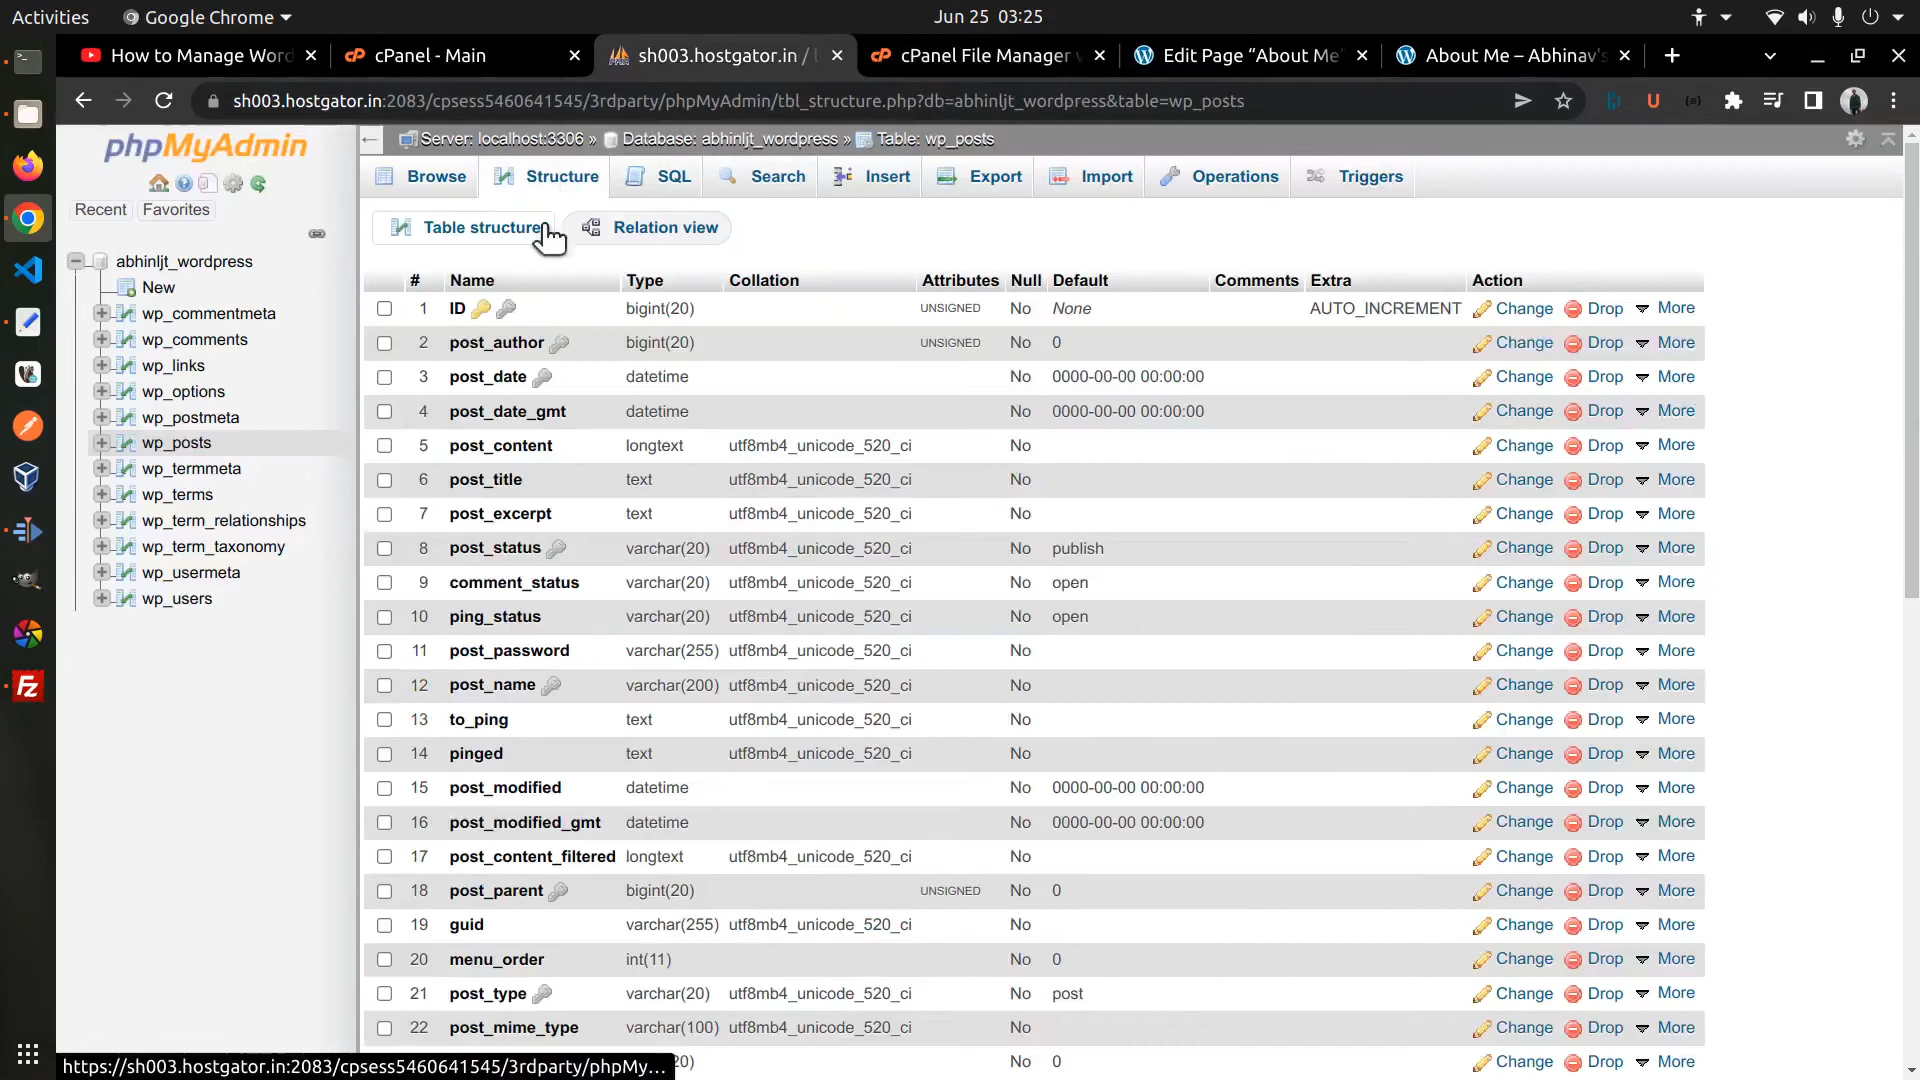 Activities Google Chrome Jun 25 03:25
How to Manage Word cPanel - Main sh003.hostgator.in / l cPanel File Manager v Edit Page “About Me” About Me – Abhinav's
sh003.hostgator.in:2083/cpsess5460641545/3rdparty/phpMyAdmin/tbl_structure.php?db=abhinljt_wordpress&table=wp_posts
phpMyAdmin
Recent Favorites
abhinljt_wordpress
New
wp_commentmeta
wp_comments
wp_links
wp_options
wp_postmeta
wp_posts
wp_termmeta
wp_terms
wp_term_relationships
wp_term_taxonomy
wp_usermeta
wp_users
Server: localhost:3306 » Database: abhinljt_wordpress » Table: wp_posts
Browse Structure SQL Search Insert Export Import Operations Triggers
Table structure Relation view
# Name Type Collation Attributes Null Default Comments Extra Action
1 ID bigint(20) UNSIGNED No None AUTO_INCREMENT Change Drop More
2 post_author bigint(20) UNSIGNED No 0 Change Drop More
3 post_date datetime No 0000-00-00 00:00:00 Change Drop More
4 post_date_gmt datetime No 0000-00-00 00:00:00 Change Drop More
5 post_content longtext utf8mb4_unicode_520_ci No Change Drop More
6 post_title text utf8mb4_unicode_520_ci No Change Drop More
7 post_excerpt text utf8mb4_unicode_520_ci No Change Drop More
8 post_status varchar(20) utf8mb4_unicode_520_ci No publish Change Drop More
9 comment_status varchar(20) utf8mb4_unicode_520_ci No open Change Drop More
10 ping_status varchar(20) utf8mb4_unicode_520_ci No open Change Drop More
11 post_password varchar(255) utf8mb4_unicode_520_ci No Change Drop More
12 post_name varchar(200) utf8mb4_unicode_520_ci No Change Drop More
13 to_ping text utf8mb4_unicode_520_ci No Change Drop More
14 pinged text utf8mb4_unicode_520_ci No Change Drop More
15 post_modified datetime No 0000-00-00 00:00:00 Change Drop More
16 post_modified_gmt datetime No 0000-00-00 00:00:00 Change Drop More
17 post_content_filtered longtext utf8mb4_unicode_520_ci No Change Drop More
18 post_parent bigint(20) UNSIGNED No 0 Change Drop More
19 guid varchar(255) utf8mb4_unicode_520_ci No Change Drop More
20 menu_order int(11) No 0 Change Drop More
21 post_type varchar(20) utf8mb4_unicode_520_ci No post Change Drop More
22 post_mime_type varchar(100) utf8mb4_unicode_520_ci No Change Drop More
20) No 0 Change Drop More
https://sh003.hostgator.in:2083/cpsess5460641545/3rdparty/phpMy…